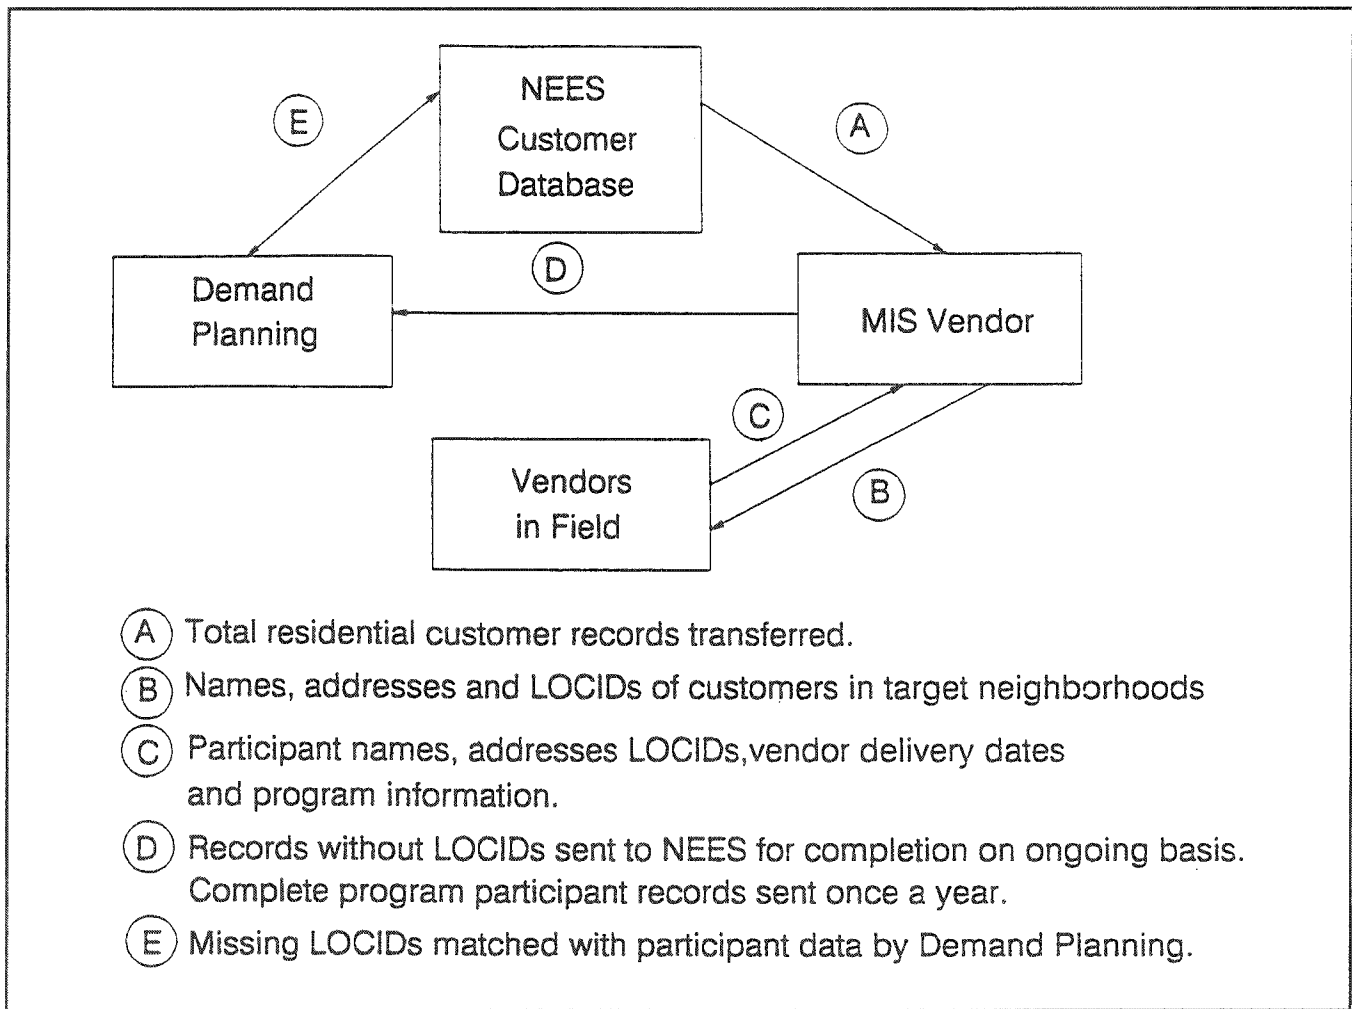 NEES
Customer
Database
E
A
D
Demand
Planning
MIS Vendor
C
B
Vendors
in Field
A Total residential customer records transferred.
B Names, addresses and LOCIDs of customers in target neighborhoods
C Participant names, addresses LOCIDs,vendor delivery dates
and program information.
D Records without LOCIDs sent to NEES for completion on ongoing basis.
Complete program participant records sent once a year.
E Missing LOCIDs matched with participant data by Demand Planning.